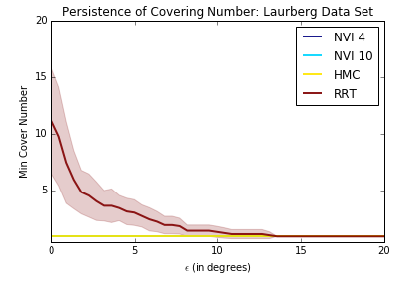 Persistence of Covering Number: Laurberg Data Set
20
15
10
5
Min Cover Number
NVI 4
NVI 10
HMC
RRT
0 5 10 15 20
ε (in degrees)